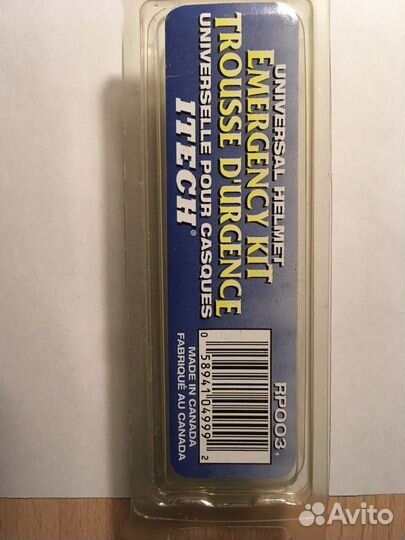 UNIVERSAL HELMET
EMERGENCY KIT
TROUSSE D'URGENCE
UNIVERSELLE POUR CASQUES
ITECH®
RP003+
0 58941 04999 2
MADE IN CANADA
FABRIQUÉ AU CANADA
Avito